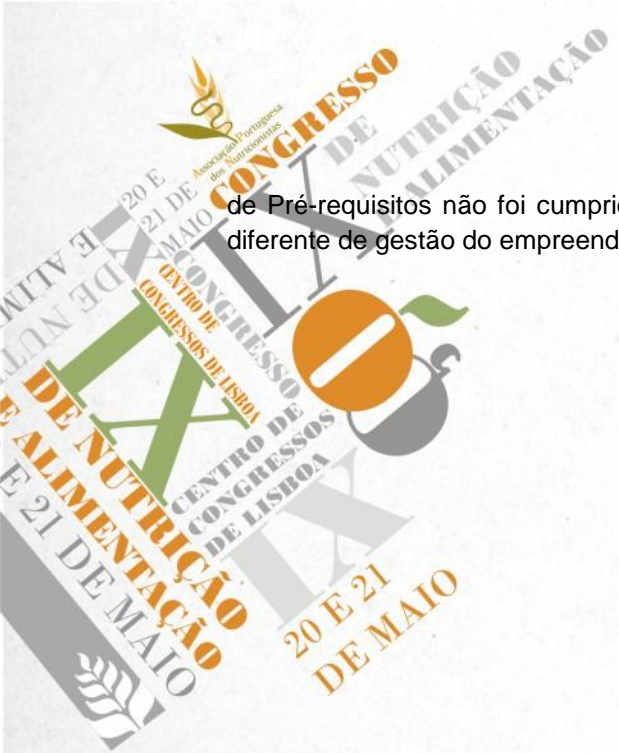 Associação Portuguesa
dos Nutricionistas
CONGRESSO
DE
NUTRIÇÃO
E ALIMENTAÇÃO
IX
20 E
21 DE
MAIO
de Pré-requisitos não foi
diferente de gestão do
CONGRESSO
CENTRO DE
CONGRESSOS DE LISBOA
IX
DE NUTRIÇÃO
E ALIMENTAÇÃO
E 21 DE MAIO
CENTRO DE
CONGRESSOS
DE LISBOA
IX
20 E 21
DE MAIO